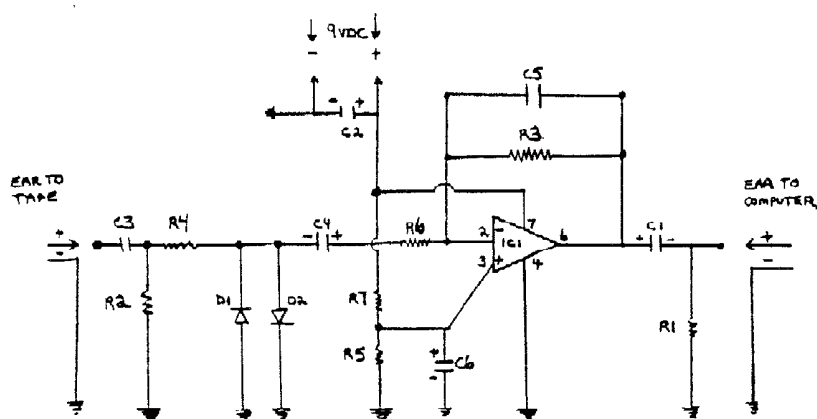 9VDC
- +
- +
C2
C5
R3
EAR TO
TAPE
+
-
C3
R4
C4
- +
R6
2 -
3 +
IC1
7
6
4
C1
+ -
EAR TO
COMPUTER
+
-
R2
D1
D2
R7
R5
+
-
C6
R1